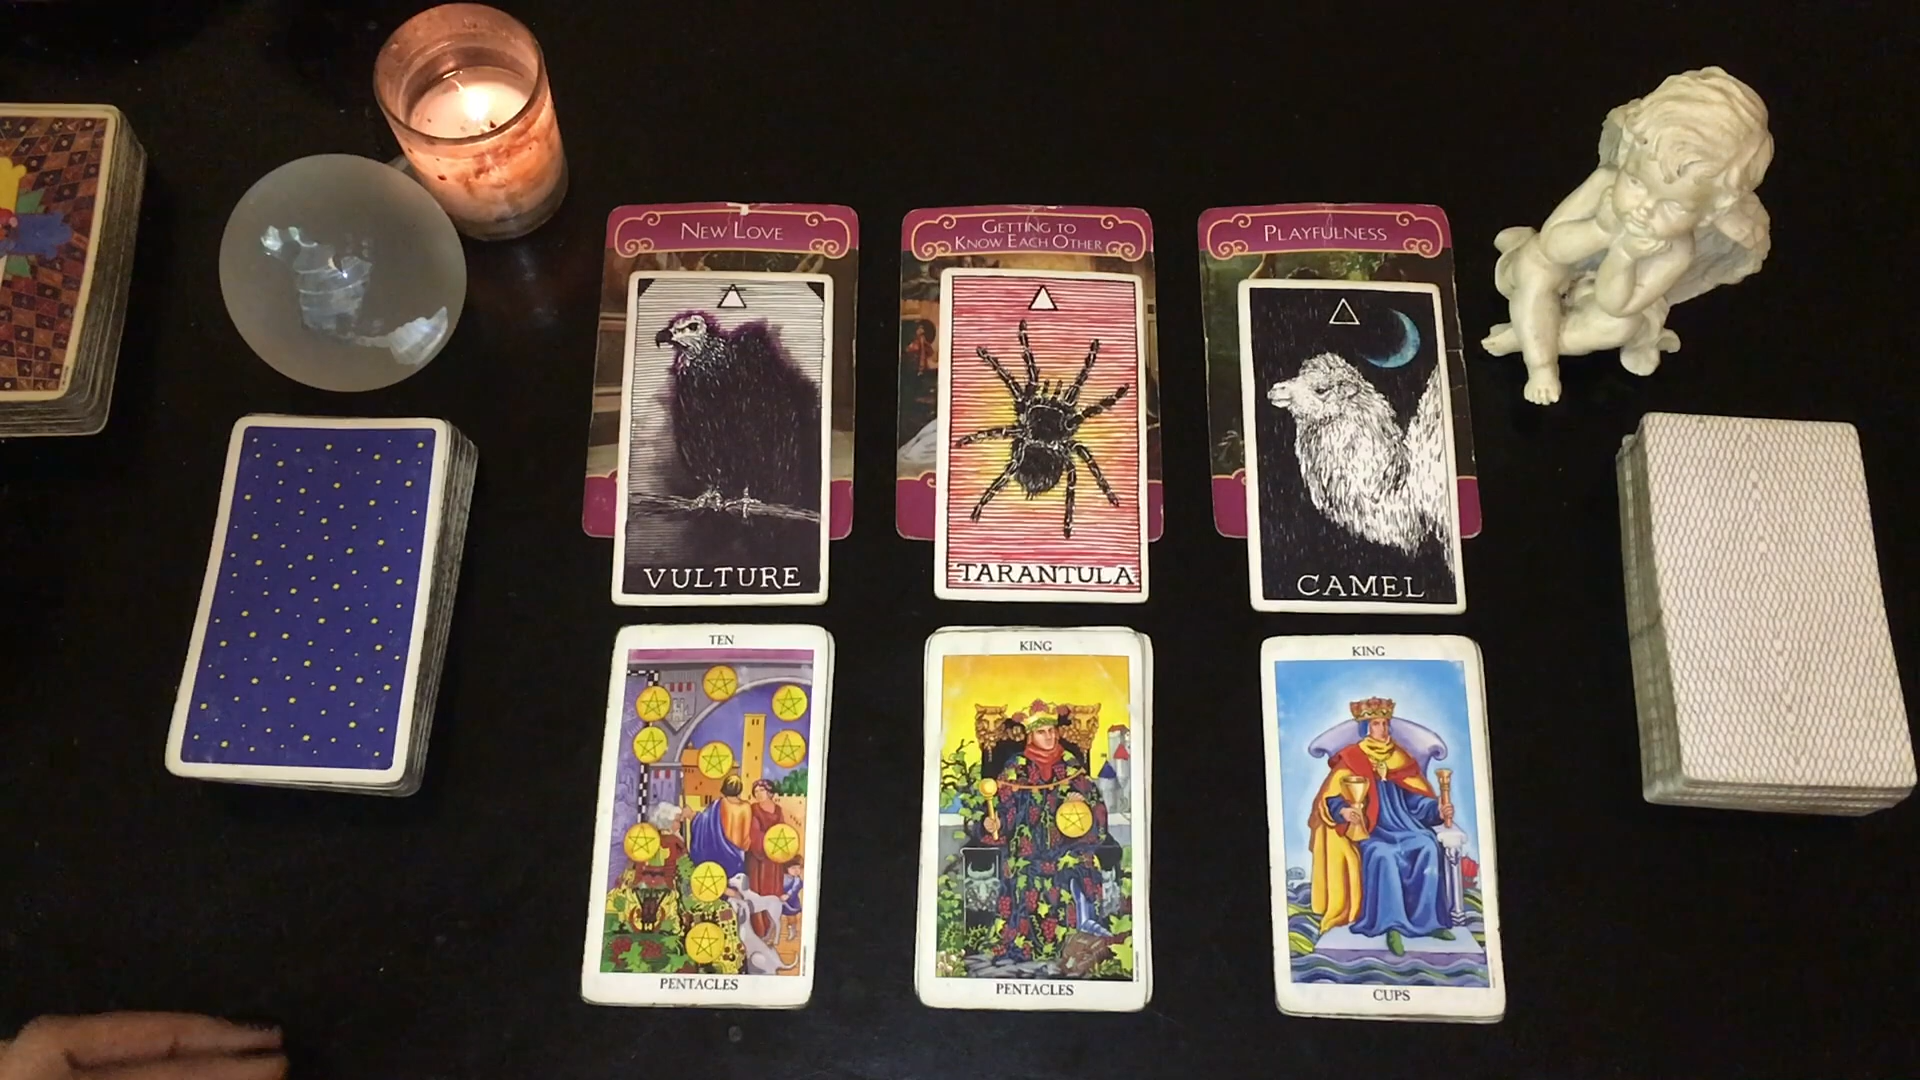 New Love
Getting to
Know Each Other
Playfulness
VULTURE
TARANTULA
CAMEL
TEN
PENTACLES
KING
PENTACLES
KING
CUPS